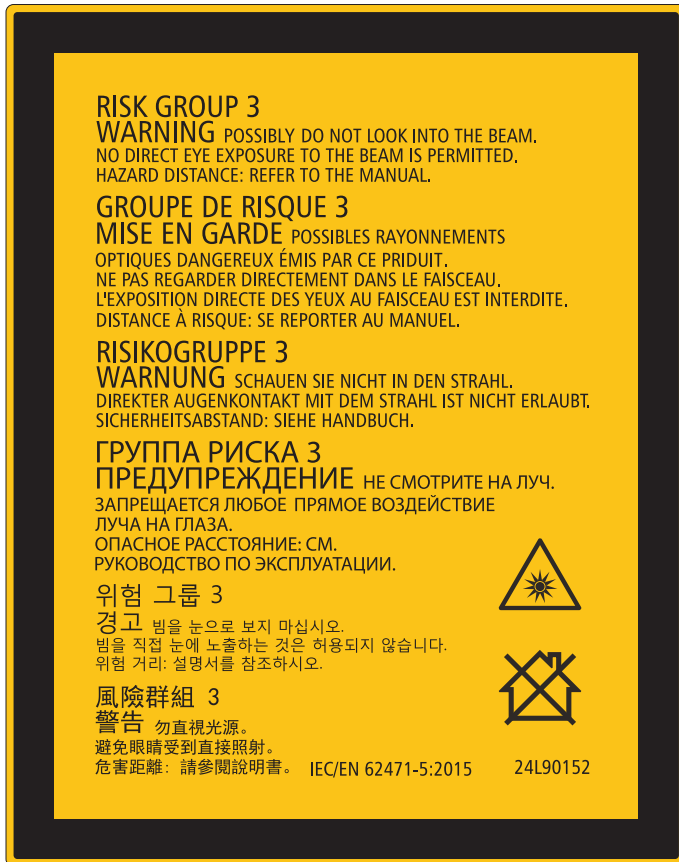 RISK GROUP 3
WARNING POSSIBLY DO NOT LOOK INTO THE BEAM.
NO DIRECT EYE EXPOSURE TO THE BEAM IS PERMITTED.
HAZARD DISTANCE: REFER TO THE MANUAL.
GROUPE DE RISQUE 3
MISE EN GARDE POSSIBLES RAYONNEMENTS
OPTIQUES DANGEREUX ÉMIS PAR CE PRIDUIT.
NE PAS REGARDER DIRECTEMENT DANS LE FAISCEAU.
L'EXPOSITION DIRECTE DES YEUX AU FAISCEAU EST INTERDITE.
DISTANCE À RISQUE: SE REPORTER AU MANUEL.
RISIKOGRUPPE 3
WARNUNG SCHAUEN SIE NICHT IN DEN STRAHL.
DIREKTER AUGENKONTAKT MIT DEM STRAHL IST NICHT ERLAUBT.
SICHERHEITSABSTAND: SIEHE HANDBUCH.
ГРУППА РИСКА 3
ПРЕДУПРЕЖДЕНИЕ НЕ СМОТРИТЕ НА ЛУЧ.
ЗАПРЕЩАЕТСЯ ЛЮБОЕ ПРЯМОЕ ВОЗДЕЙСТВИЕ
ЛУЧА НА ГЛАЗА.
ОПАСНОЕ РАССТОЯНИЕ: СМ.
РУКОВОДСТВО ПО ЭКСПЛУАТАЦИИ.
위험 그룹 3
경고 빔을 눈으로 보지 마십시오.
빔을 직접 눈에 노출하는 것은 허용되지 않습니다.
위험 거리: 설명서를 참조하시오.
風險群組 3
警告 勿直視光源。
避免眼睛受到直接照射。
危害距離：請參閱說明書。 IEC/EN 62471-5:2015 24L90152